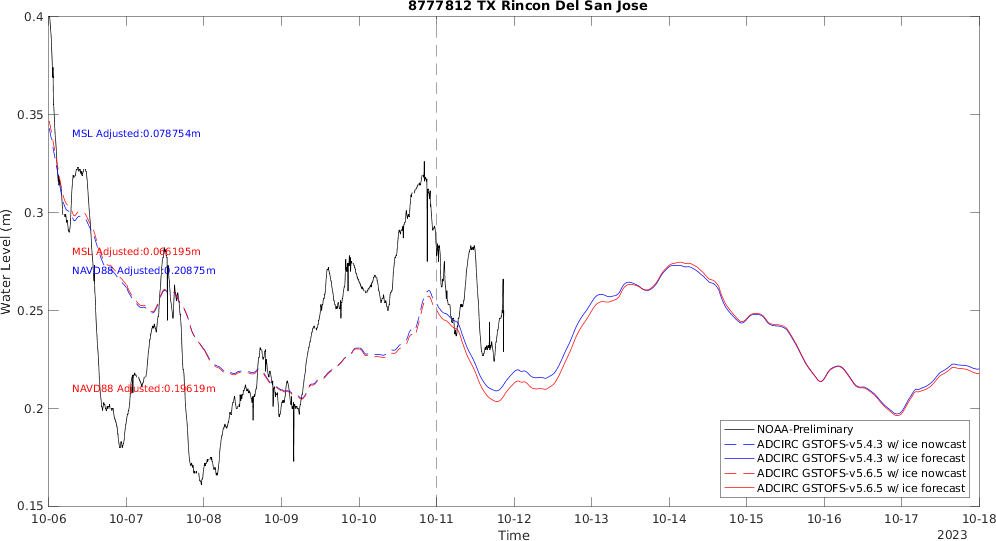 8777812 TX Rincon Del San Jose
Water Level (m)
0.4
0.35
0.3
0.25
0.2
0.15
MSL Adjusted:0.078754m
MSL Adjusted:0.066195m
NAVD88 Adjusted:0.20875m
NAVD88 Adjusted:0.19619m
NOAA-Preliminary
ADCIRC GSTOFS-v5.4.3 w/ ice nowcast
ADCIRC GSTOFS-v5.4.3 w/ ice forecast
ADCIRC GSTOFS-v5.6.5 w/ ice nowcast
ADCIRC GSTOFS-v5.6.5 w/ ice forecast
10-06 10-07 10-08 10-09 10-10 10-11 10-12 10-13 10-14 10-15 10-16 10-17 10-18
Time
2023